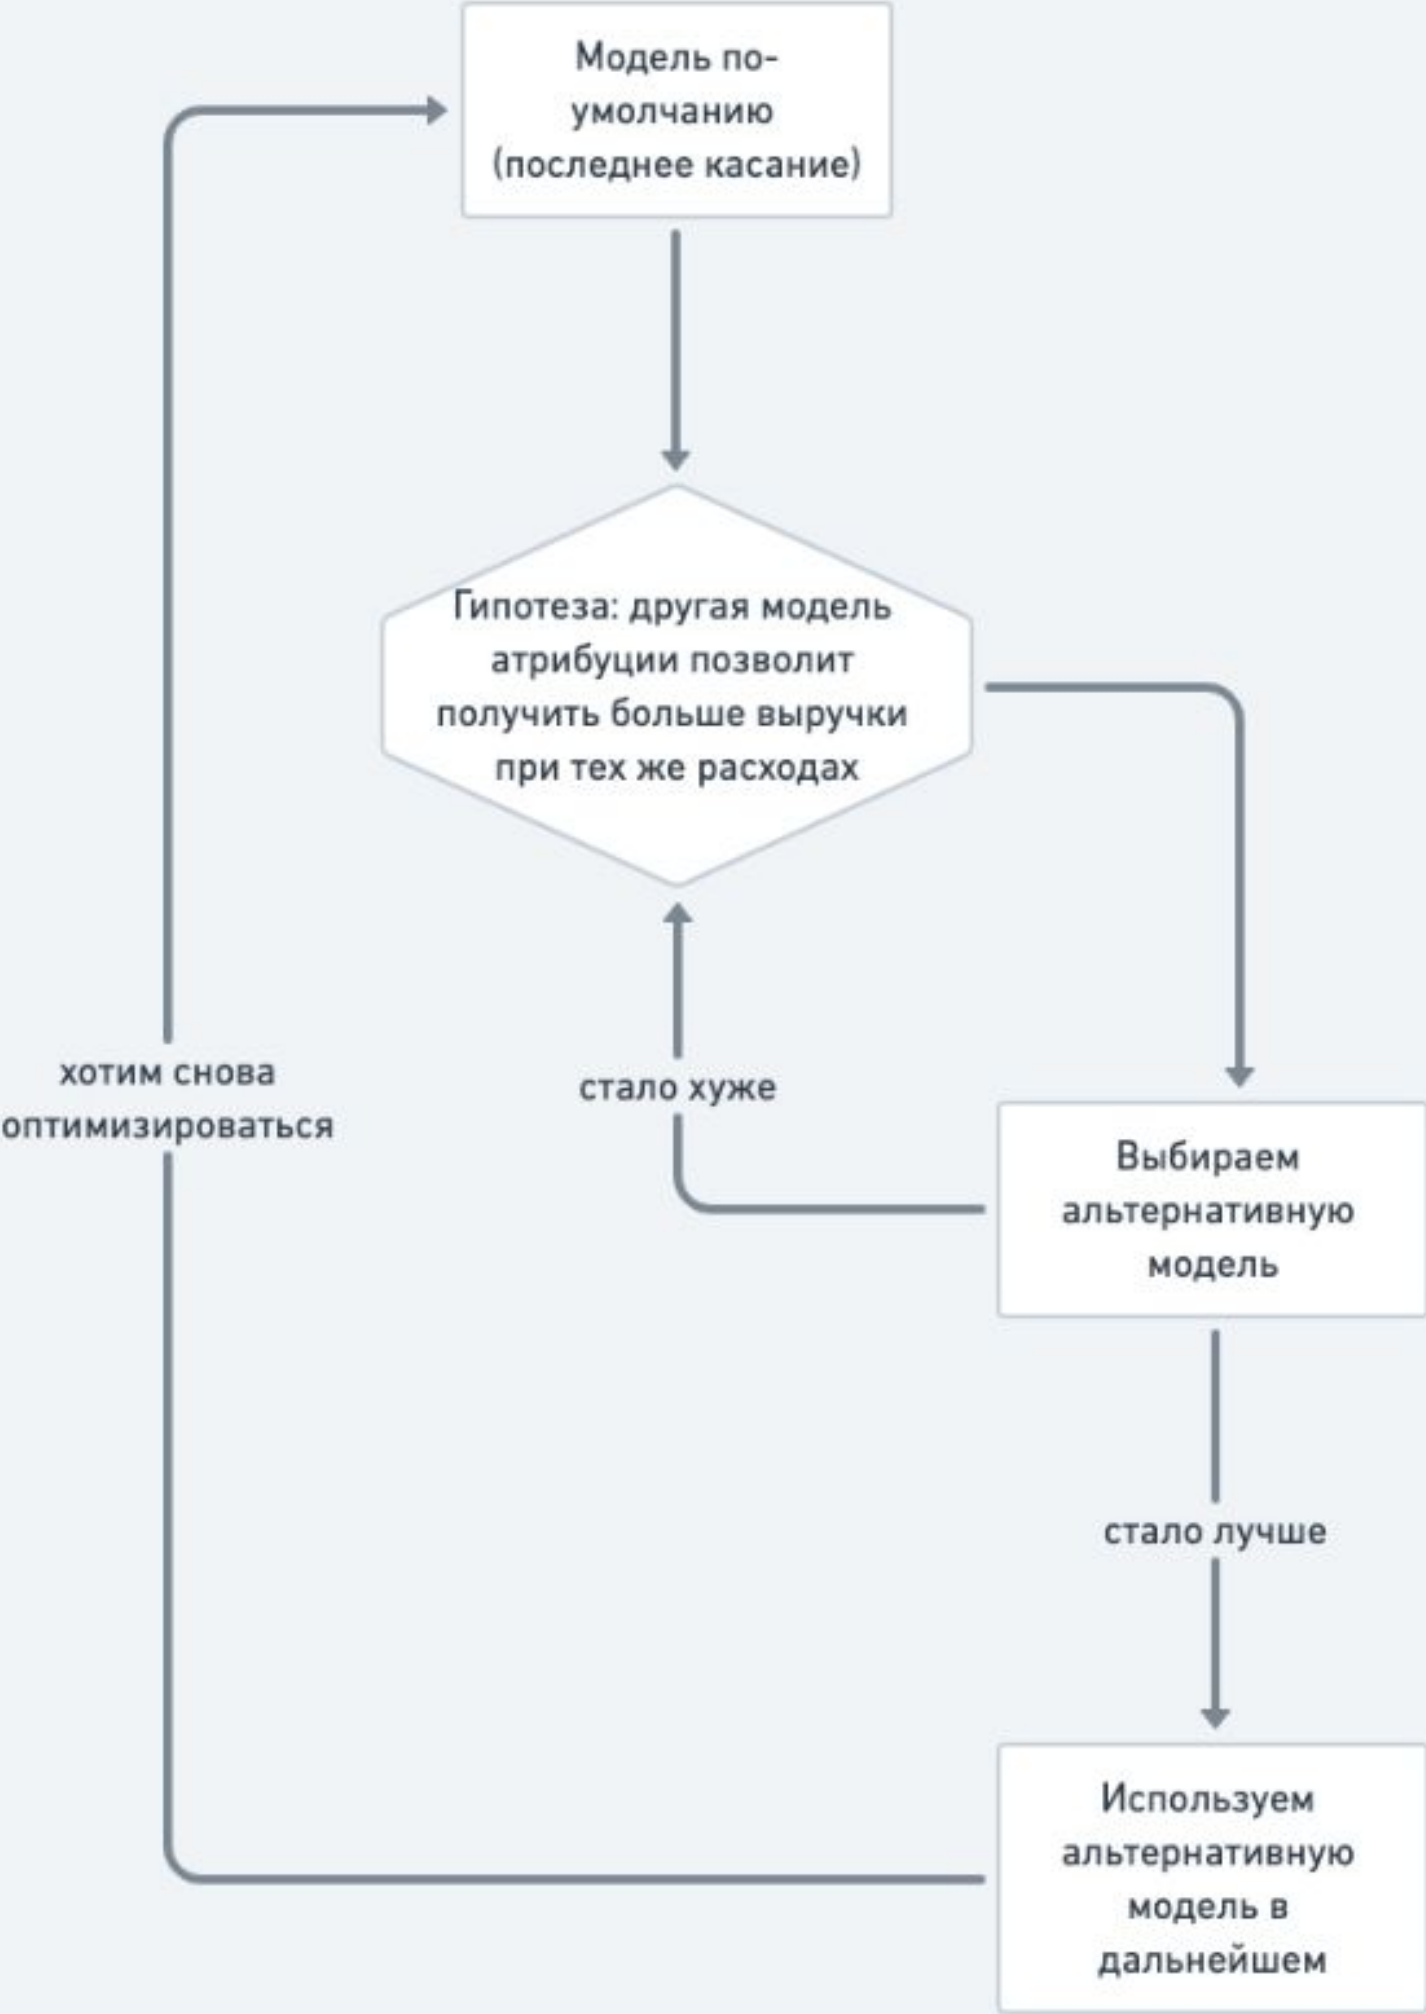 Модель по-
умолчанию
(последнее касание)
Гипотеза: другая модель
атрибуции позволит
получить больше выручки
при тех же расходах
хотим снова
оптимизироваться
стало хуже
Выбираем
альтернативную
модель
стало лучше
Используем
альтернативную
модель в
дальнейшем